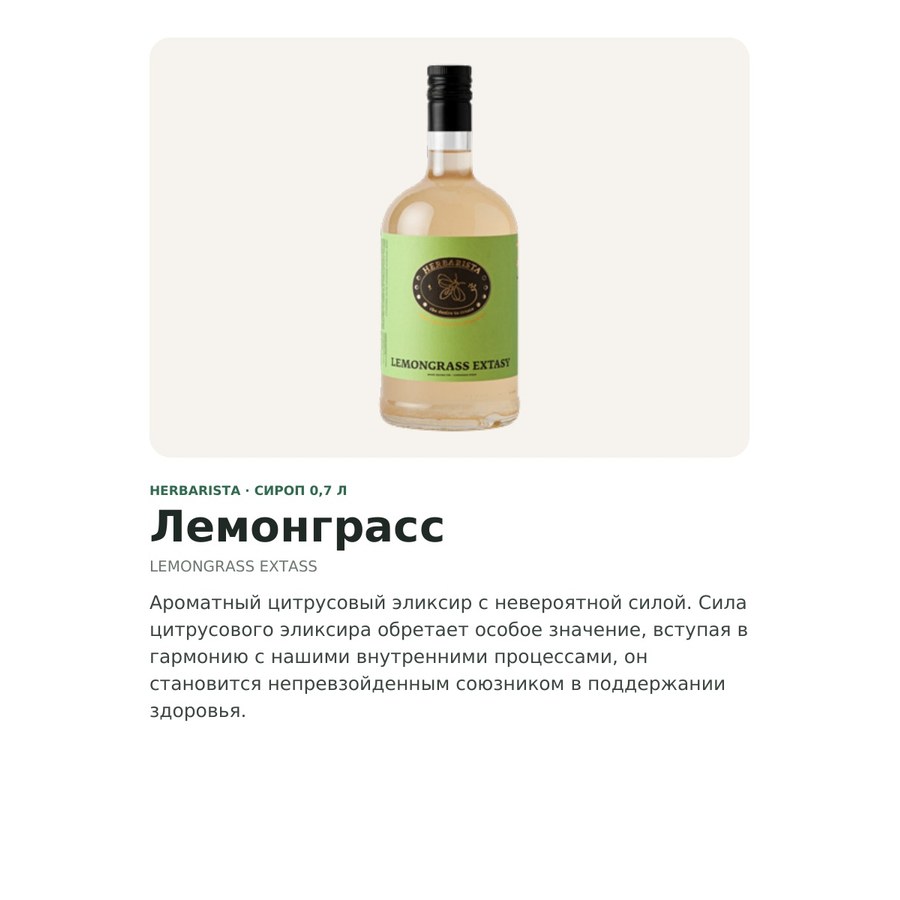 HERBARISTA
LEMONGRASS EXTASY
HERBARISTA · СИРОП 0,7 Л
Лемонграсс
LEMONGRASS EXTASS
Ароматный цитрусовый эликсир с невероятной силой. Сила
цитрусового эликсира обретает особое значение, вступая в
гармонию с нашими внутренними процессами, он
становится непревзойденным союзником в поддержании
здоровья.